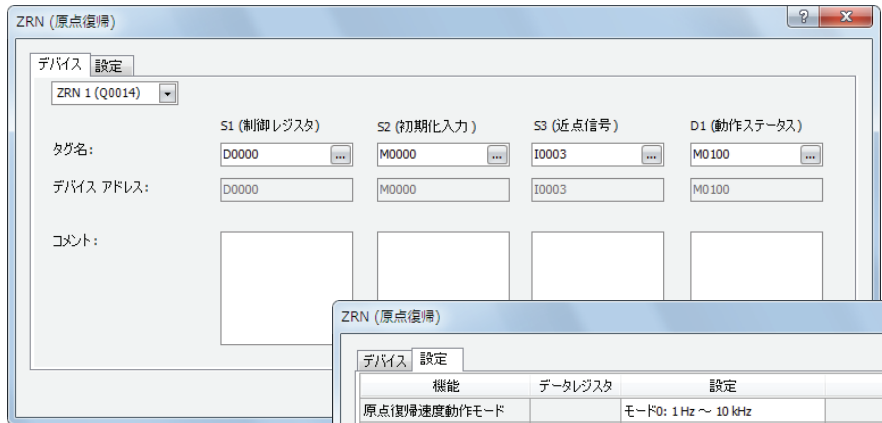 ZRN (原点復帰)
デバイス 設定
ZRN 1 (Q0014)
S1 (制御レジスタ) S2 (初期化入力) S3 (近点信号) D1 (動作ステータス)
タグ名: D0000 ... M0000 ... I0003 ... M0100 ...
デバイス アドレス: D0000 M0000 I0003 M0100
コメント:
ZRN (原点復帰)
デバイス 設定
機能 データレジスタ 設定
原点復帰速度動作モード モード0: 1 Hz ～ 10 kHz